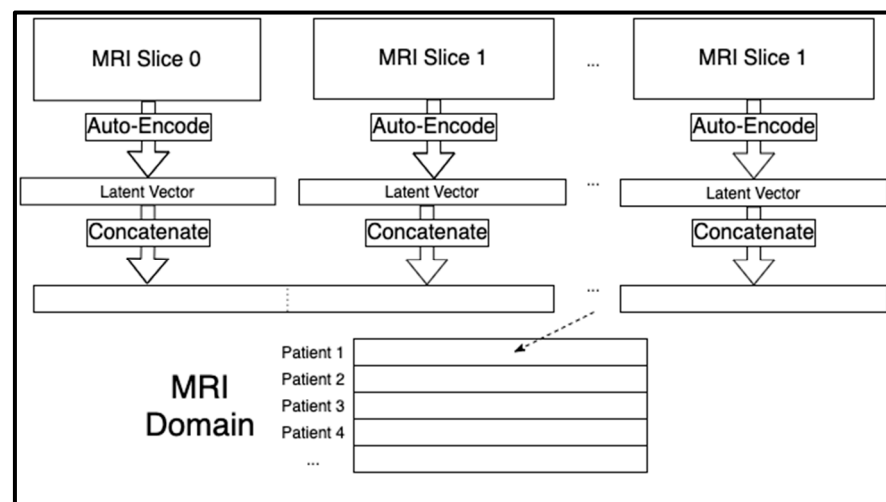 MRI Slice 0
MRI Slice 1
...
MRI Slice 1
Auto-Encode
Auto-Encode
Auto-Encode
Latent Vector
Latent Vector
...
Latent Vector
Concatenate
Concatenate
Concatenate
...
MRI
Domain
Patient 1
Patient 2
Patient 3
Patient 4
...